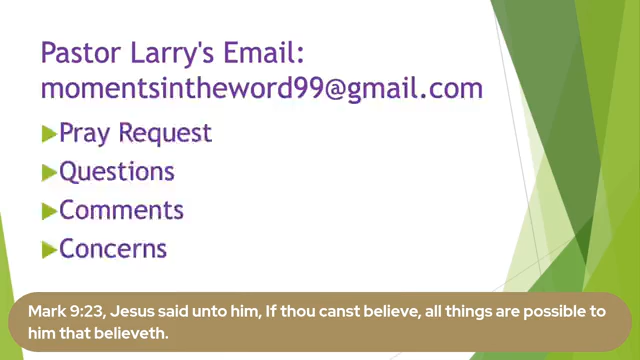 Pastor Larry's Email:
momentsintheword99@gmail.com
Pray Request
Questions
Comments
Concerns
Mark 9:23, Jesus said unto him, If thou canst believe, all things are possible to
him that believeth.